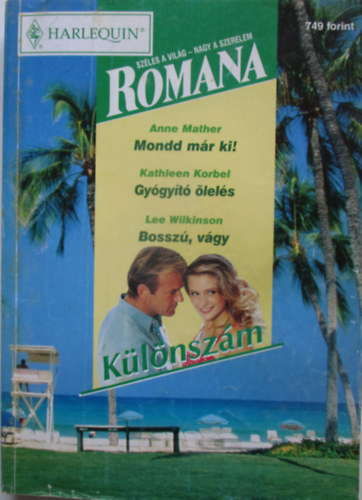 HARLEQUIN®
749 forint
SZÉLES A VILÁG - NAGY A SZERELEM
ROMANA
Anne Mather
Mondd már ki!
Kathleen Korbel
Gyógyító ölelés
Lee Wilkinson
Bosszú, vágy
Különszám